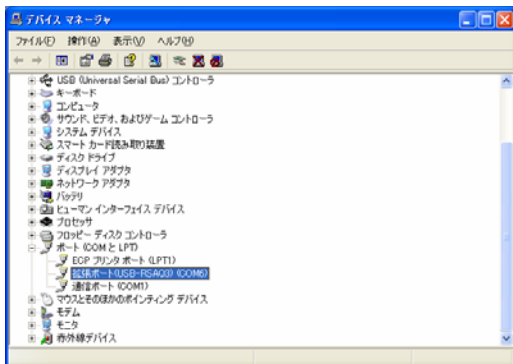 デバイス マネージャ
ファイル(F) 操作(A) 表示(V) ヘルプ(H)
USB (Universal Serial Bus) コントローラ
キーボード
コンピュータ
サウンド、ビデオ、およびゲーム コントローラ
システム デバイス
スマート カード読み取り装置
ディスク ドライブ
ディスプレイ アダプタ
ネットワーク アダプタ
バッテリ
ヒューマン インターフェイス デバイス
プロセッサ
フロッピー ディスク コントローラ
ポート (COM と LPT)
ECP プリンタ ポート (LPT1)
拡張ポート(USB-RSAQ3) (COM6)
通信ポート (COM1)
マウスとそのほかのポインティング デバイス
モデム
モニタ
赤外線デバイス